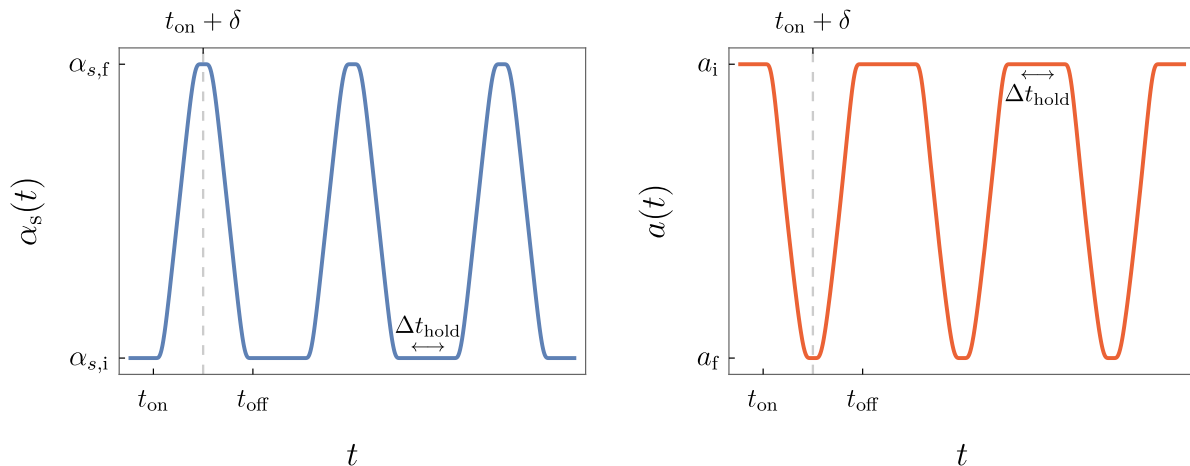 t_on + δ
α_s,f
α_s(t)
Δt_hold
α_s,i
t_on
t_off
t
t_on + δ
a_i
Δt_hold
a(t)
a_f
t_on
t_off
t